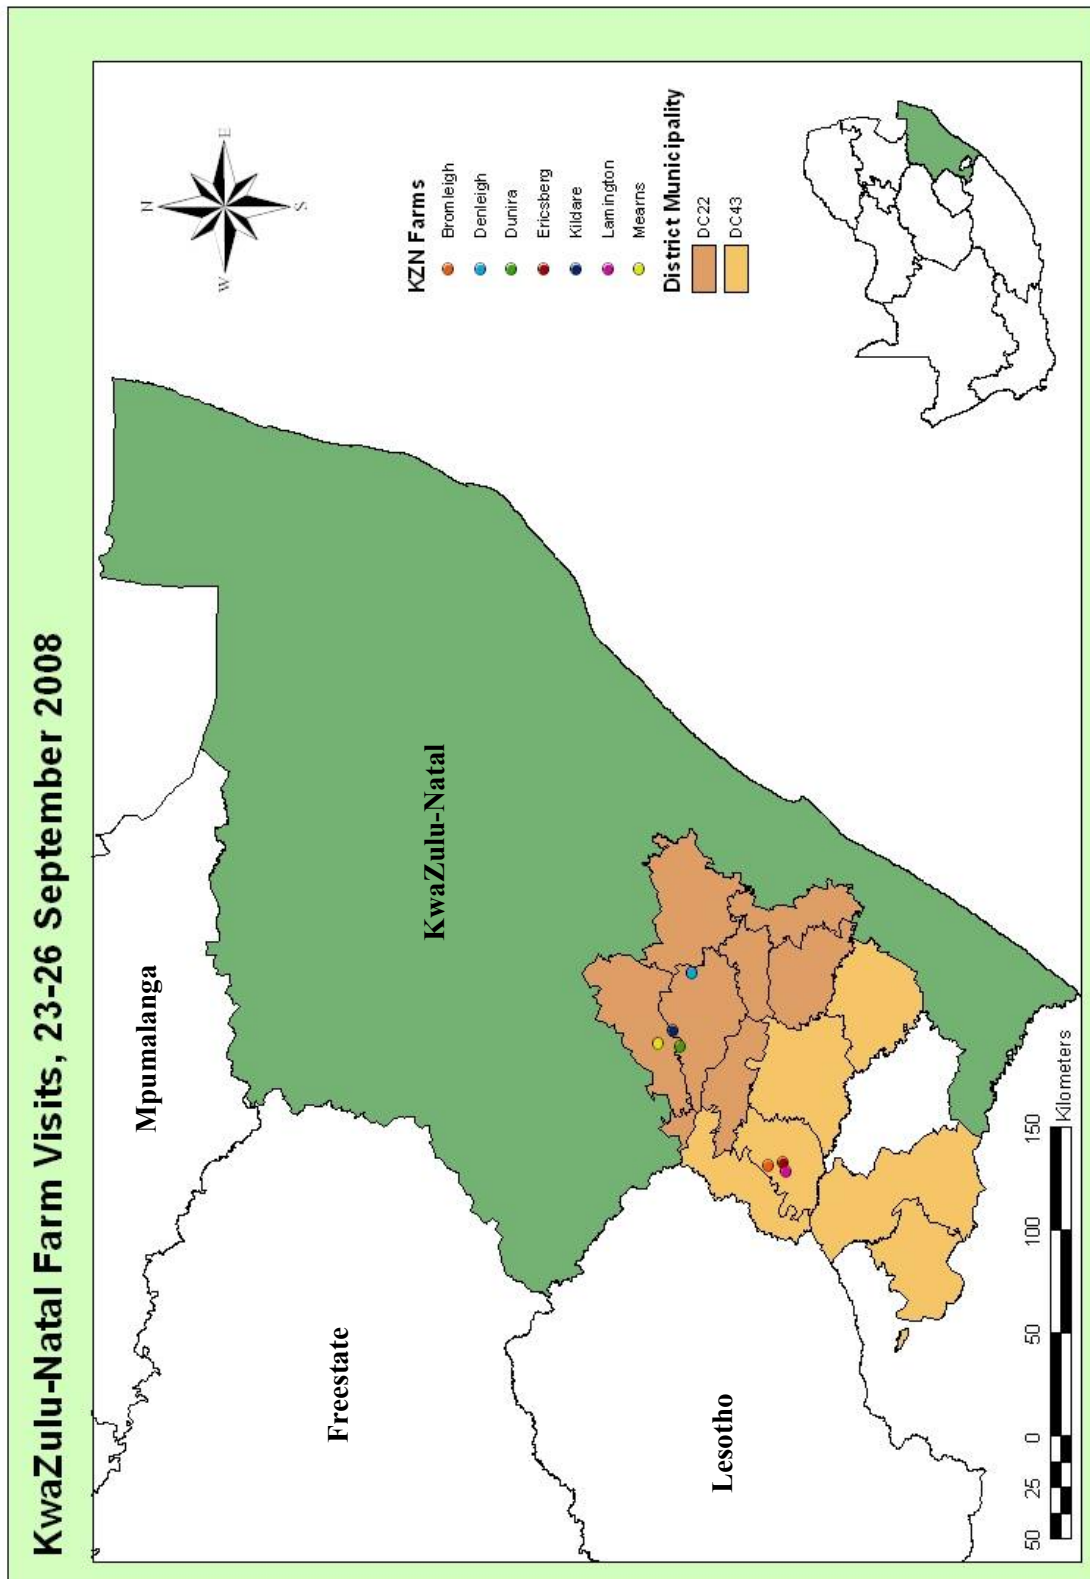 KwaZulu-Natal Farm Visits, 23-26 September 2008
Mpumalanga
Freestate
KwaZulu-Natal
Lesotho
N
W
E
S
KZN Farms
Bromleigh
Denleigh
Dunira
Ericsberg
Kildare
Lamington
Mearns
District Municipality
DC22
DC43
50 25 0 50 100 150
Kilometers